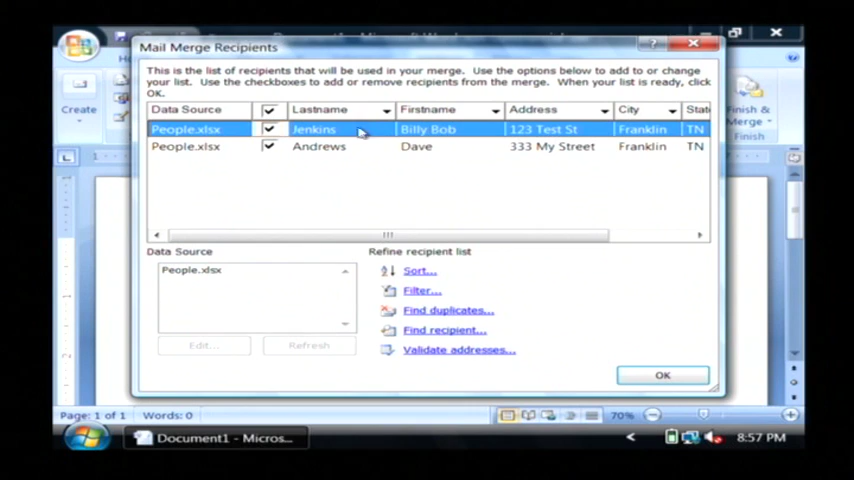 Mail Merge Recipients
This is the list of recipients that will be used in your merge. Use the options below to add to or change
your list. Use the checkboxes to add or remove recipients from the merge. When your list is ready, click
OK.
Data Source Lastname Firstname Address City Stat
People.xlsx Jenkins Billy Bob 123 Test St Franklin TN
People.xlsx Andrews Dave 333 My Street Franklin TN
Data Source
Refine recipient list
People.xlsx
Sort...
Filter...
Find duplicates...
Find recipient...
Validate addresses...
Edit...
Refresh
OK
Create
Finish &
Merge
Finish
Page: 1 of 1 Words: 0 70%
Document1 - Micros... 8:57 PM